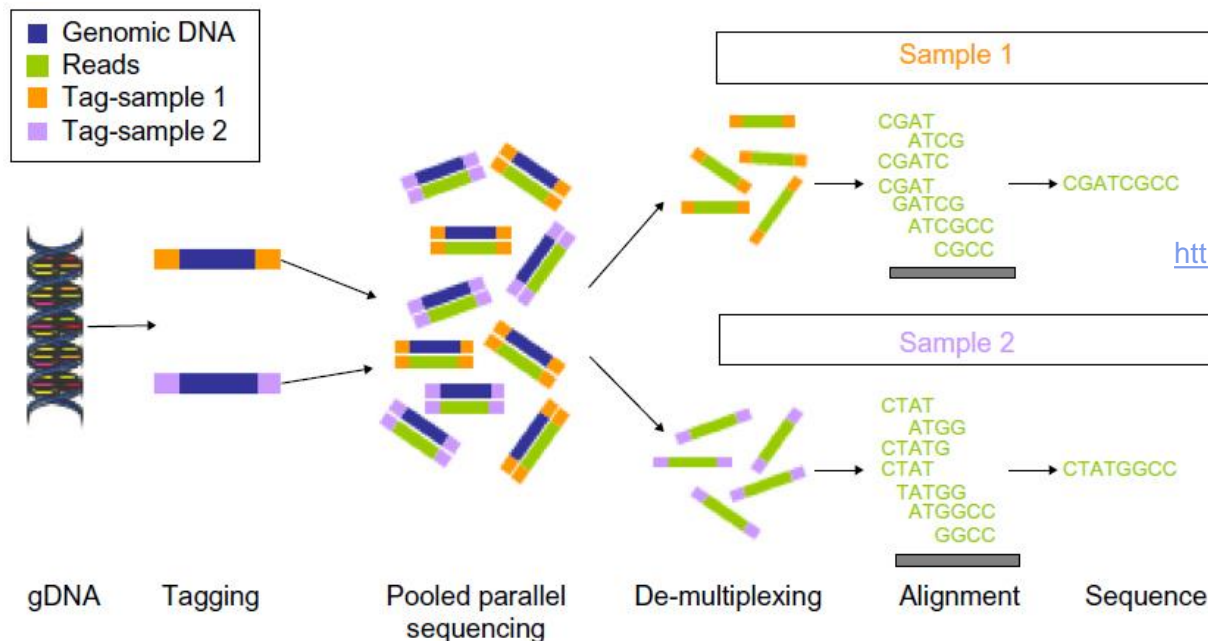 Genomic DNA
Reads
Tag-sample 1
Tag-sample 2
Sample 1
CGAT
ATCG
CGATC
CGAT
GATCG
ATCGCC
CGCC
CGATCGCC
htt
Sample 2
CTAT
ATGG
CTATG
CTAT
TATGG
ATGGCC
GGCC
CTATGGCC
gDNA
Tagging
Pooled parallel
sequencing
De-multiplexing
Alignment
Sequence